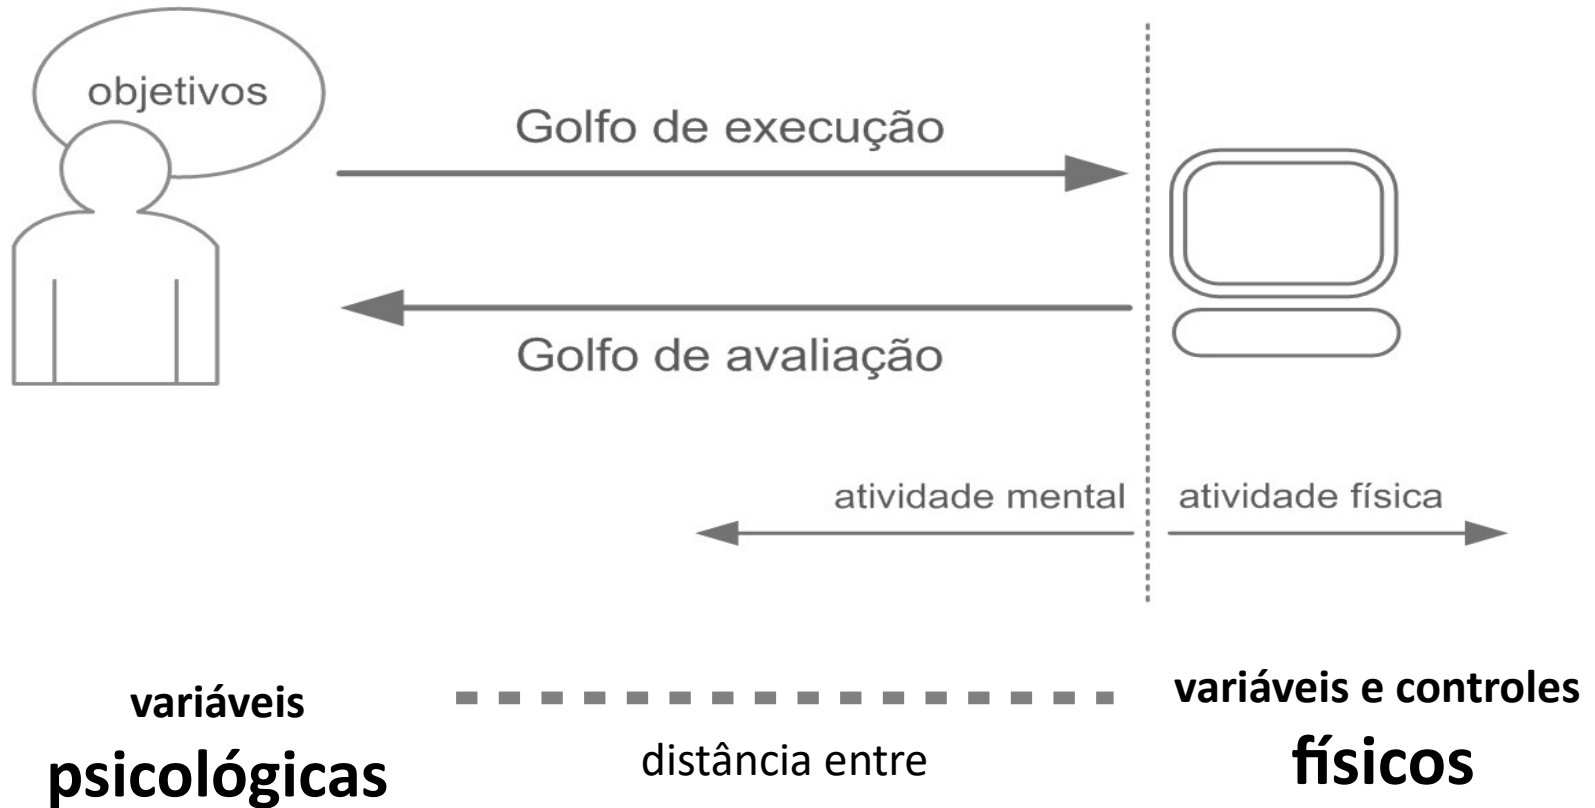 objetivos
Golfo de execução
Golfo de avaliação
atividade mental
atividade física
variáveis
psicológicas
distância entre
variáveis e controles
físicos